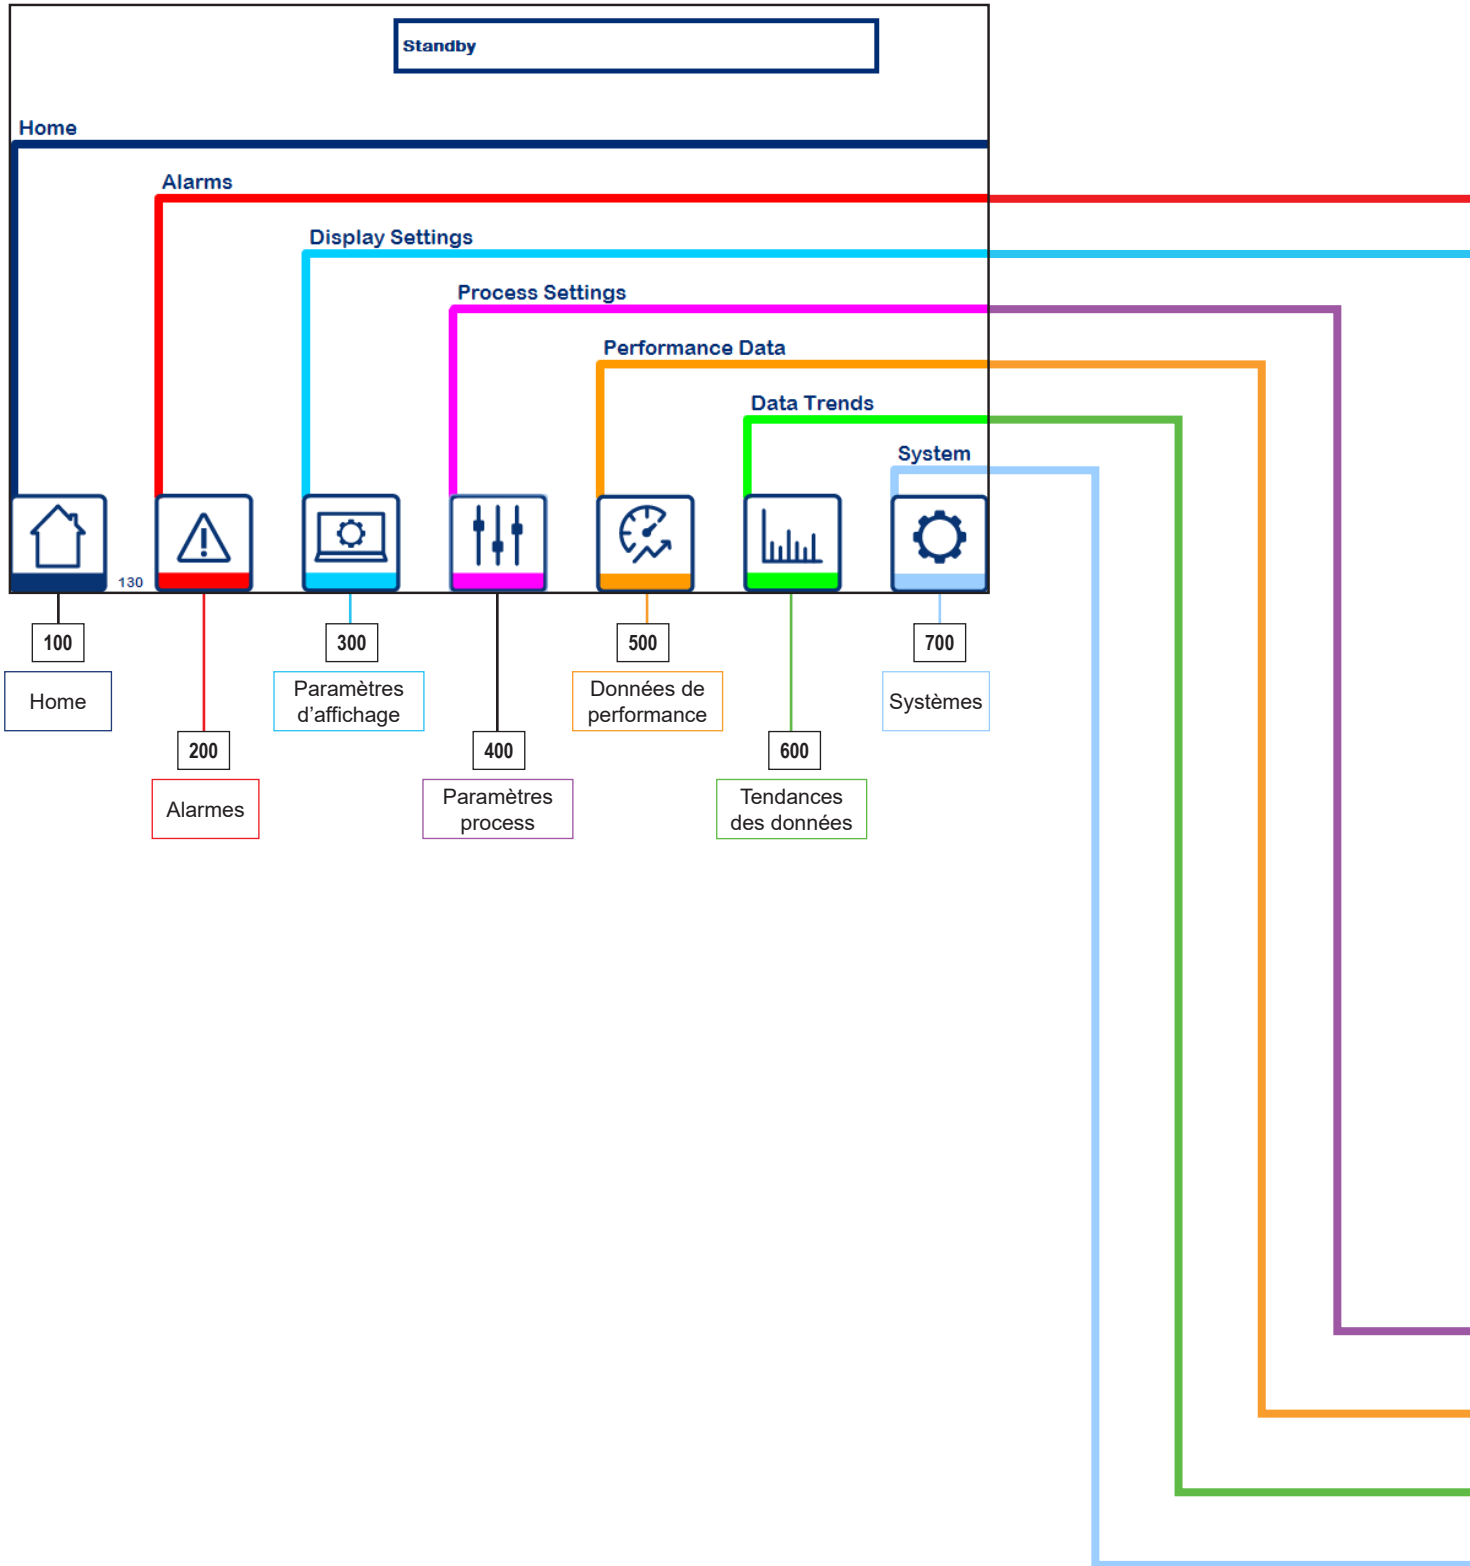 Standby
Home
Alarms
Display Settings
Process Settings
Performance Data
Data Trends
System
130
100
300
500
700
Home
Paramètres
d’affichage
Données de
performance
Systèmes
200
400
600
Alarmes
Paramètres
process
Tendances
des données